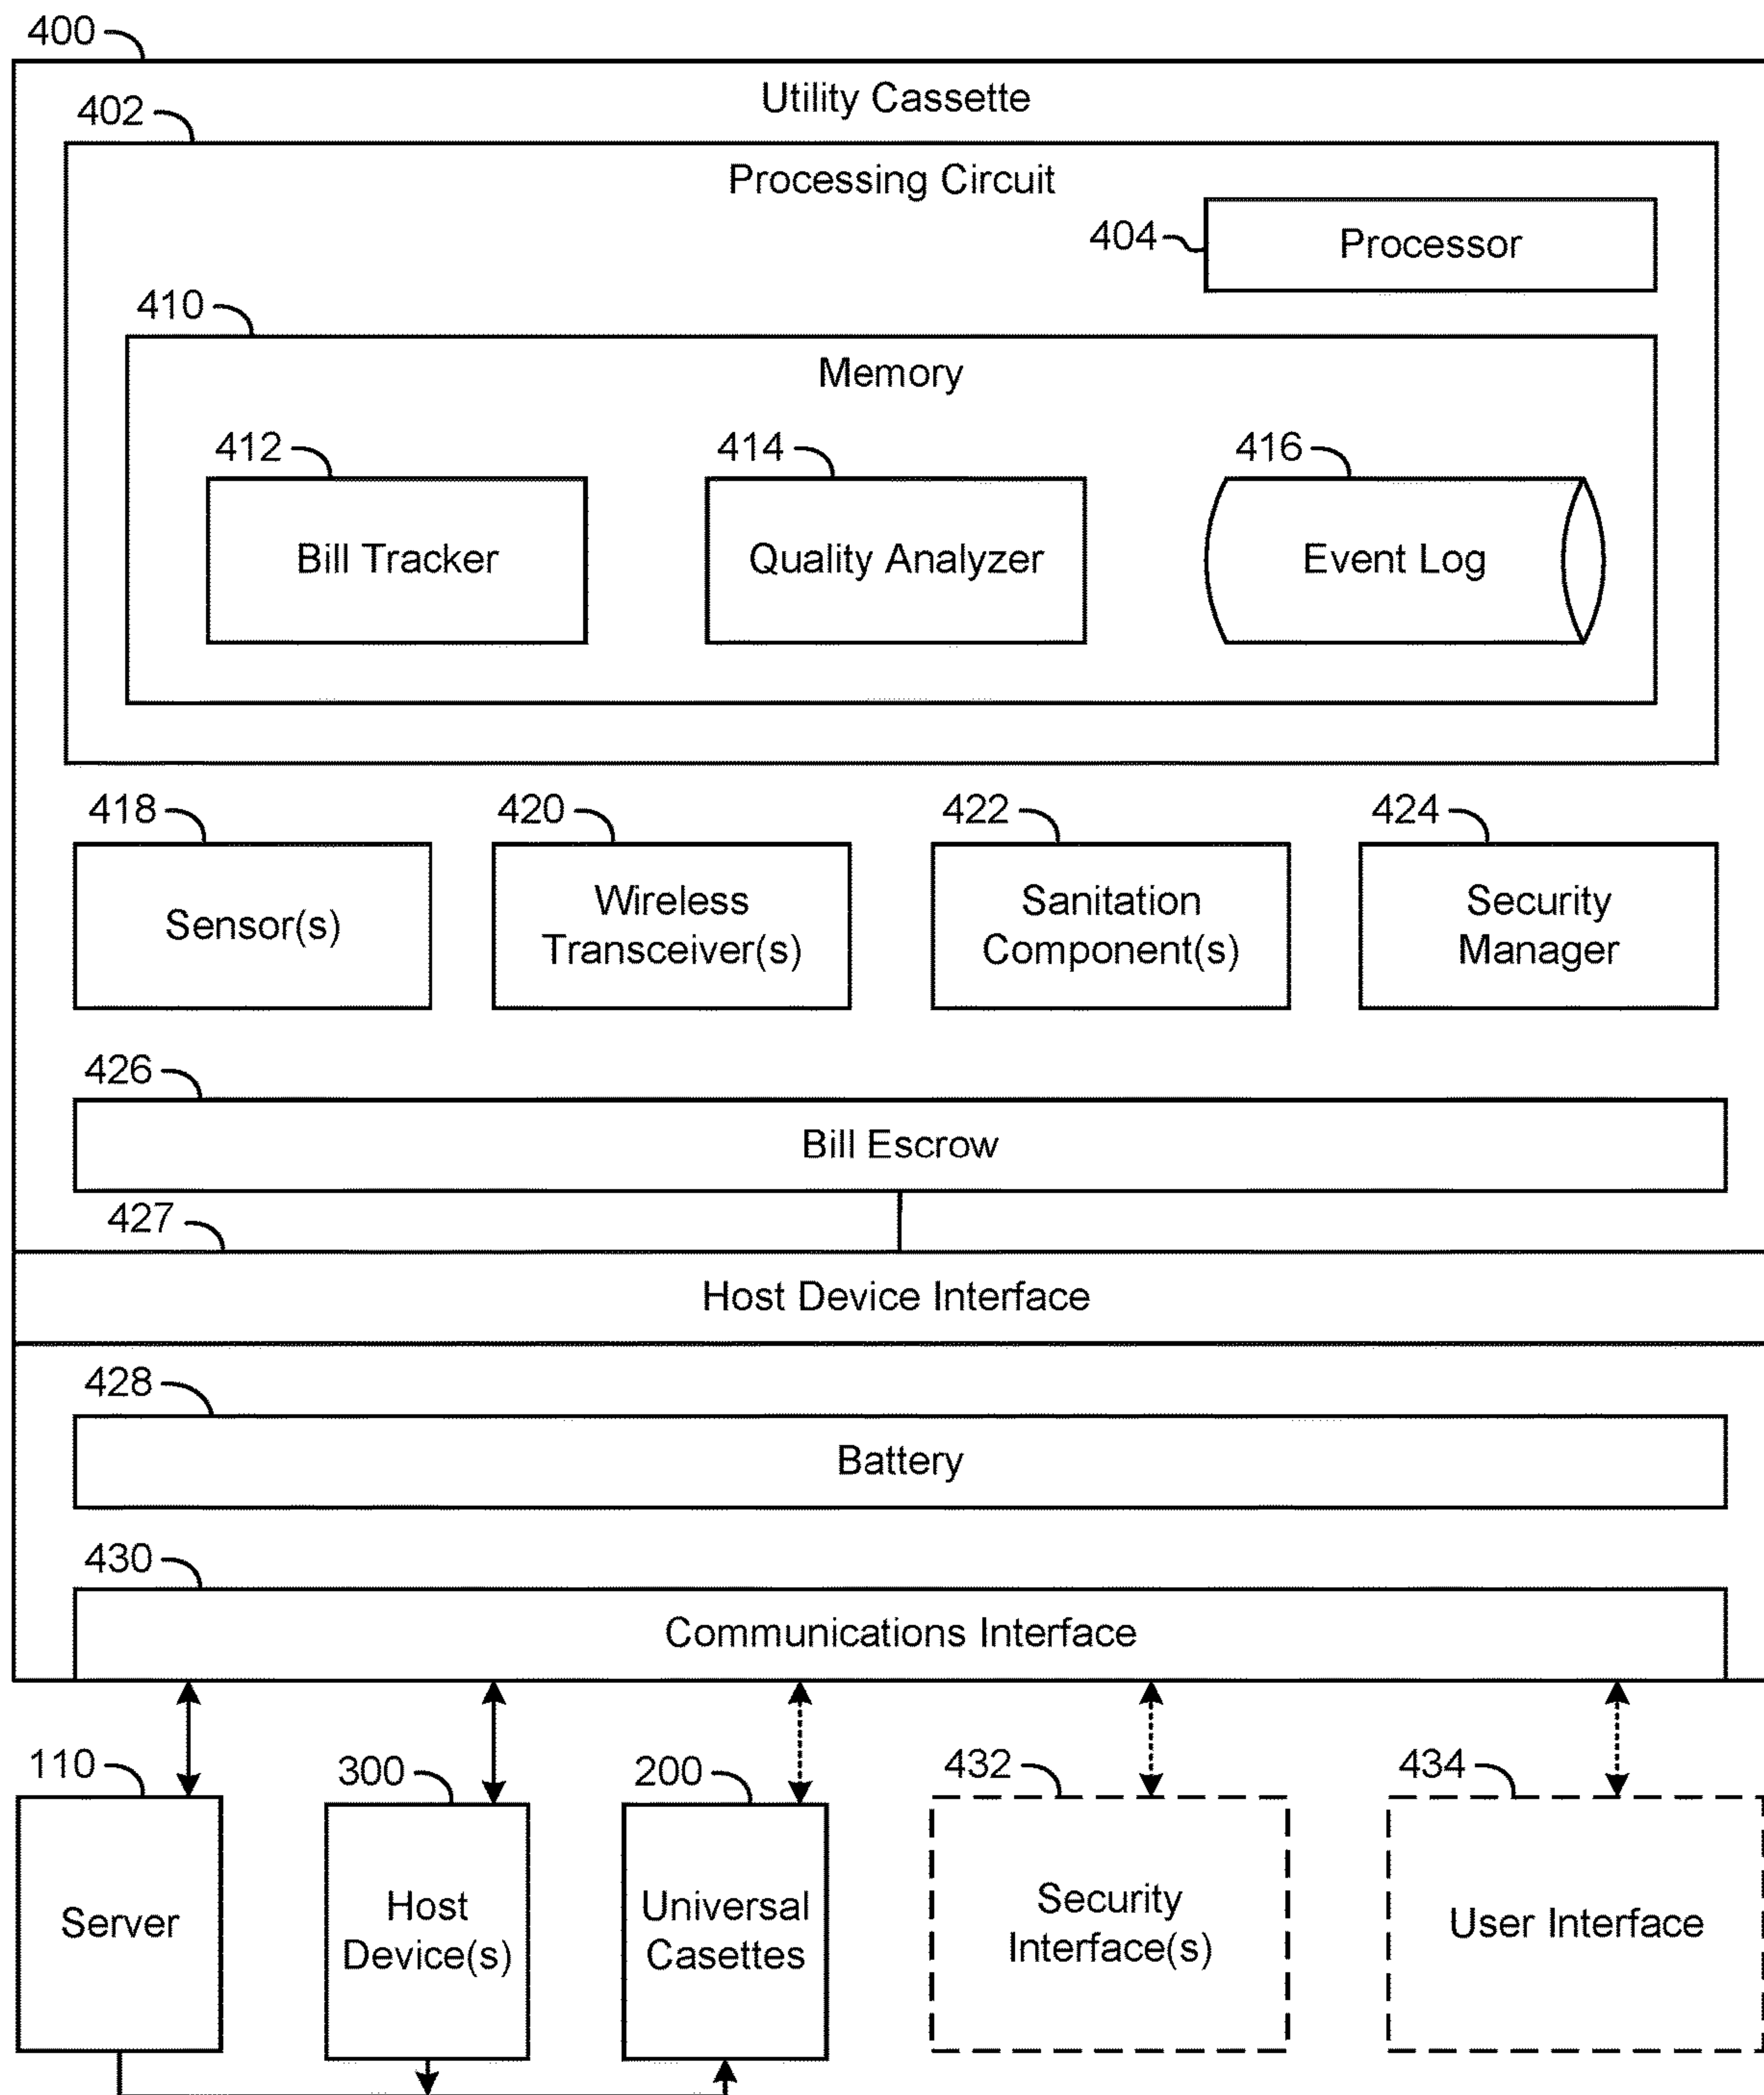 400
Utility Cassette
402
Processing Circuit
404
Processor
410
Memory
412
414
416
Bill Tracker
Quality Analyzer
Event Log
418
420
422
424
Sensor(s)
Wireless
Transceiver(s)
Sanitation
Component(s)
Security
Manager
426
Bill Escrow
427
Host Device Interface
428
Battery
430
Communications Interface
110
300
200
432
434
Server
Host
Device(s)
Universal
Casettes
Security
Interface(s)
User Interface